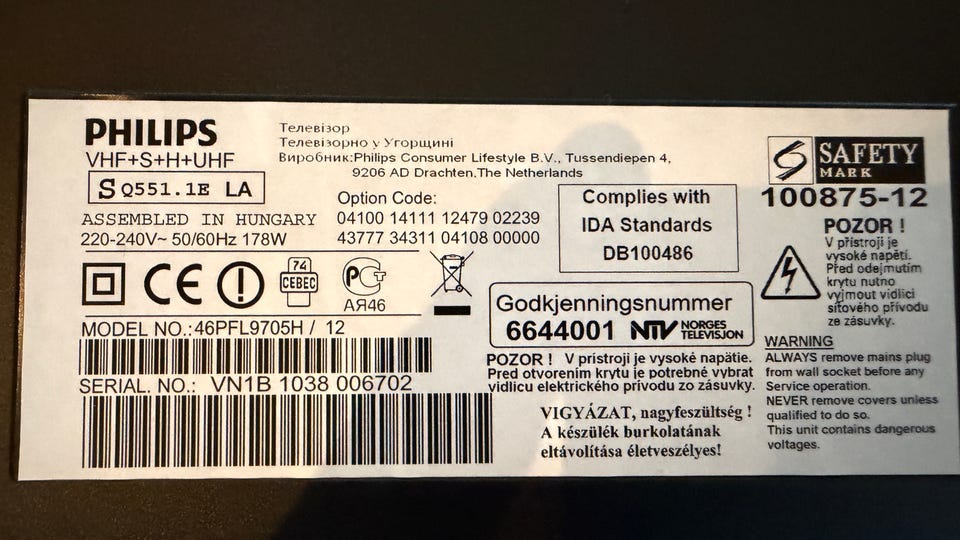 PHILIPS
VHF+S+H+UHF
S Q551.1E LA
ASSEMBLED IN HUNGARY
220-240V~ 50/60Hz 178W
Телевізор
Телевізорно у Угорщині
Виробник:Philips Consumer Lifestyle B.V., Tussendiepen 4,
9206 AD Drachten,The Netherlands
Option Code:
04100 14111 12479 02239
43777 34311 04108 00000
Complies with
IDA Standards
DB100486
S SAFETY
MARK
100875-12
CE
74
CEBEC
АЯ46
MODEL NO.:46PFL9705H / 12
SERIAL. NO.: VN1B 1038 006702
Godkjenningsnummer
6644001 NTV NORGES
TELEVISJON
POZOR ! V prístroji je vysoké napätie.
Pred otvorením krytu je potrebné vybrat
vidlicu elektrického prívodu zo zásuvky.
VIGYÁZAT, nagyfeszültség !
A készülék burkolatának
eltávolítása életveszélyes!
POZOR !
V přístroji je
vysoké napětí.
Před odejmutím
krytu nutno
vyjmout vidlici
síťového přívodu
ze zásuvky.
WARNING
ALWAYS remove mains plug
from wall socket before any
Service operation.
NEVER remove covers unless
qualified to do so.
This unit contains dangerous
voltages.